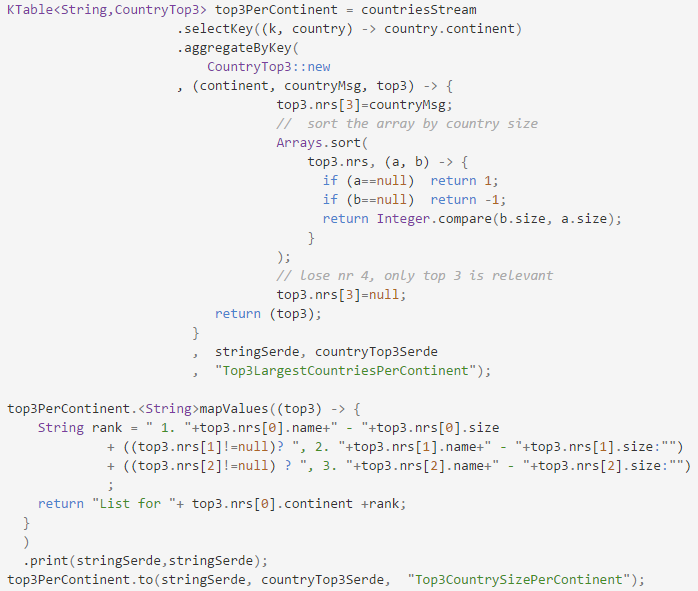 KTable<String,CountryTop3> top3PerContinent = countriesStream
.selectKey((k, country) -> country.continent)
.aggregateByKey(
CountryTop3::new
, (continent, countryMsg, top3) -> {
top3.nrs[3]=countryMsg;
// sort the array by country size
Arrays.sort(
top3.nrs, (a, b) -> {
if (a==null) return 1;
if (b==null) return -1;
return Integer.compare(b.size, a.size);
}
);
// lose nr 4, only top 3 is relevant
top3.nrs[3]=null;
return (top3);
}
, stringSerde, countryTop3Serde
, "Top3LargestCountriesPerContinent");
top3PerContinent.<String>mapValues((top3) -> {
String rank = " 1. "+top3.nrs[0].name+" - "+top3.nrs[0].size
+ ((top3.nrs[1]!=null)? ", 2. "+top3.nrs[1].name+" - "+top3.nrs[1].size:"")
+ ((top3.nrs[2]!=null) ? ", 3. "+top3.nrs[2].name+" - "+top3.nrs[2].size:"")
;
return "List for "+ top3.nrs[0].continent +rank;
}
)
.print(stringSerde,stringSerde);
top3PerContinent.to(stringSerde, countryTop3Serde, "Top3CountrySizePerContinent");